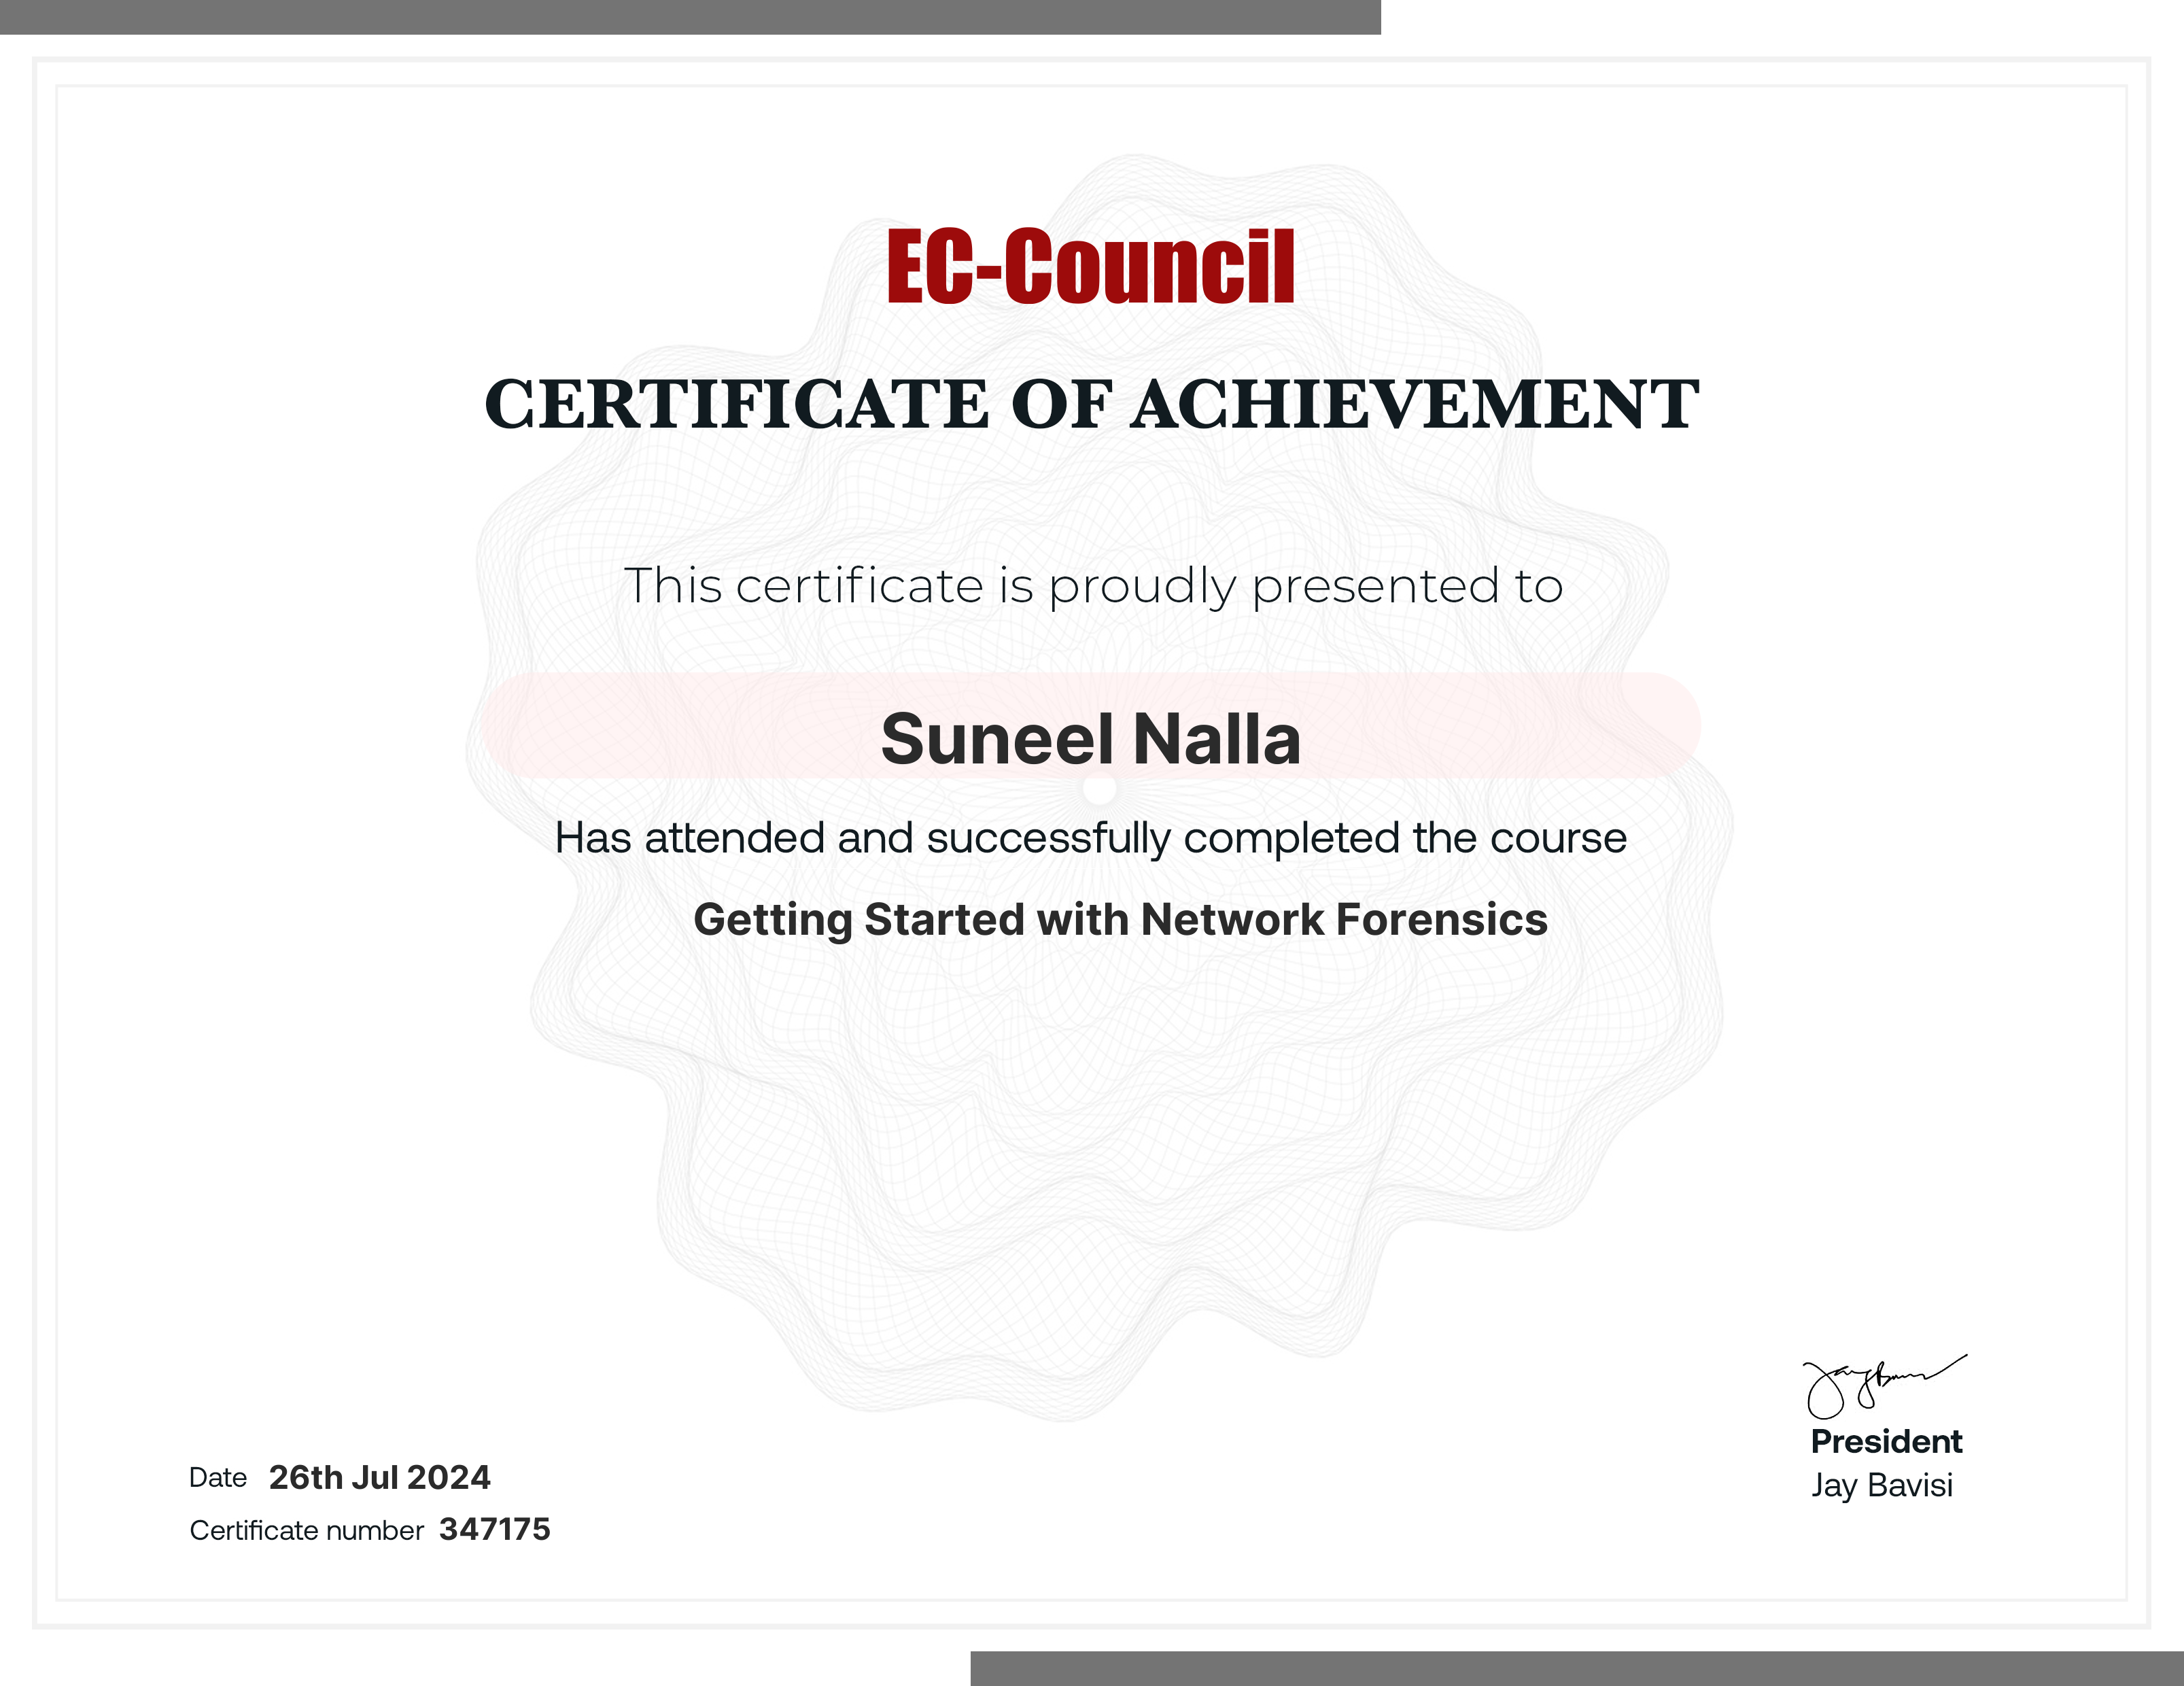 EC-Council
CERTIFICATE OF ACHIEVEMENT
This certificate is proudly presented to
Suneel Nalla
Has attended and successfully completed the course
Getting Started with Network Forensics
President
Jay Bavisi
Date 26th Jul 2024
Certificate number 347175